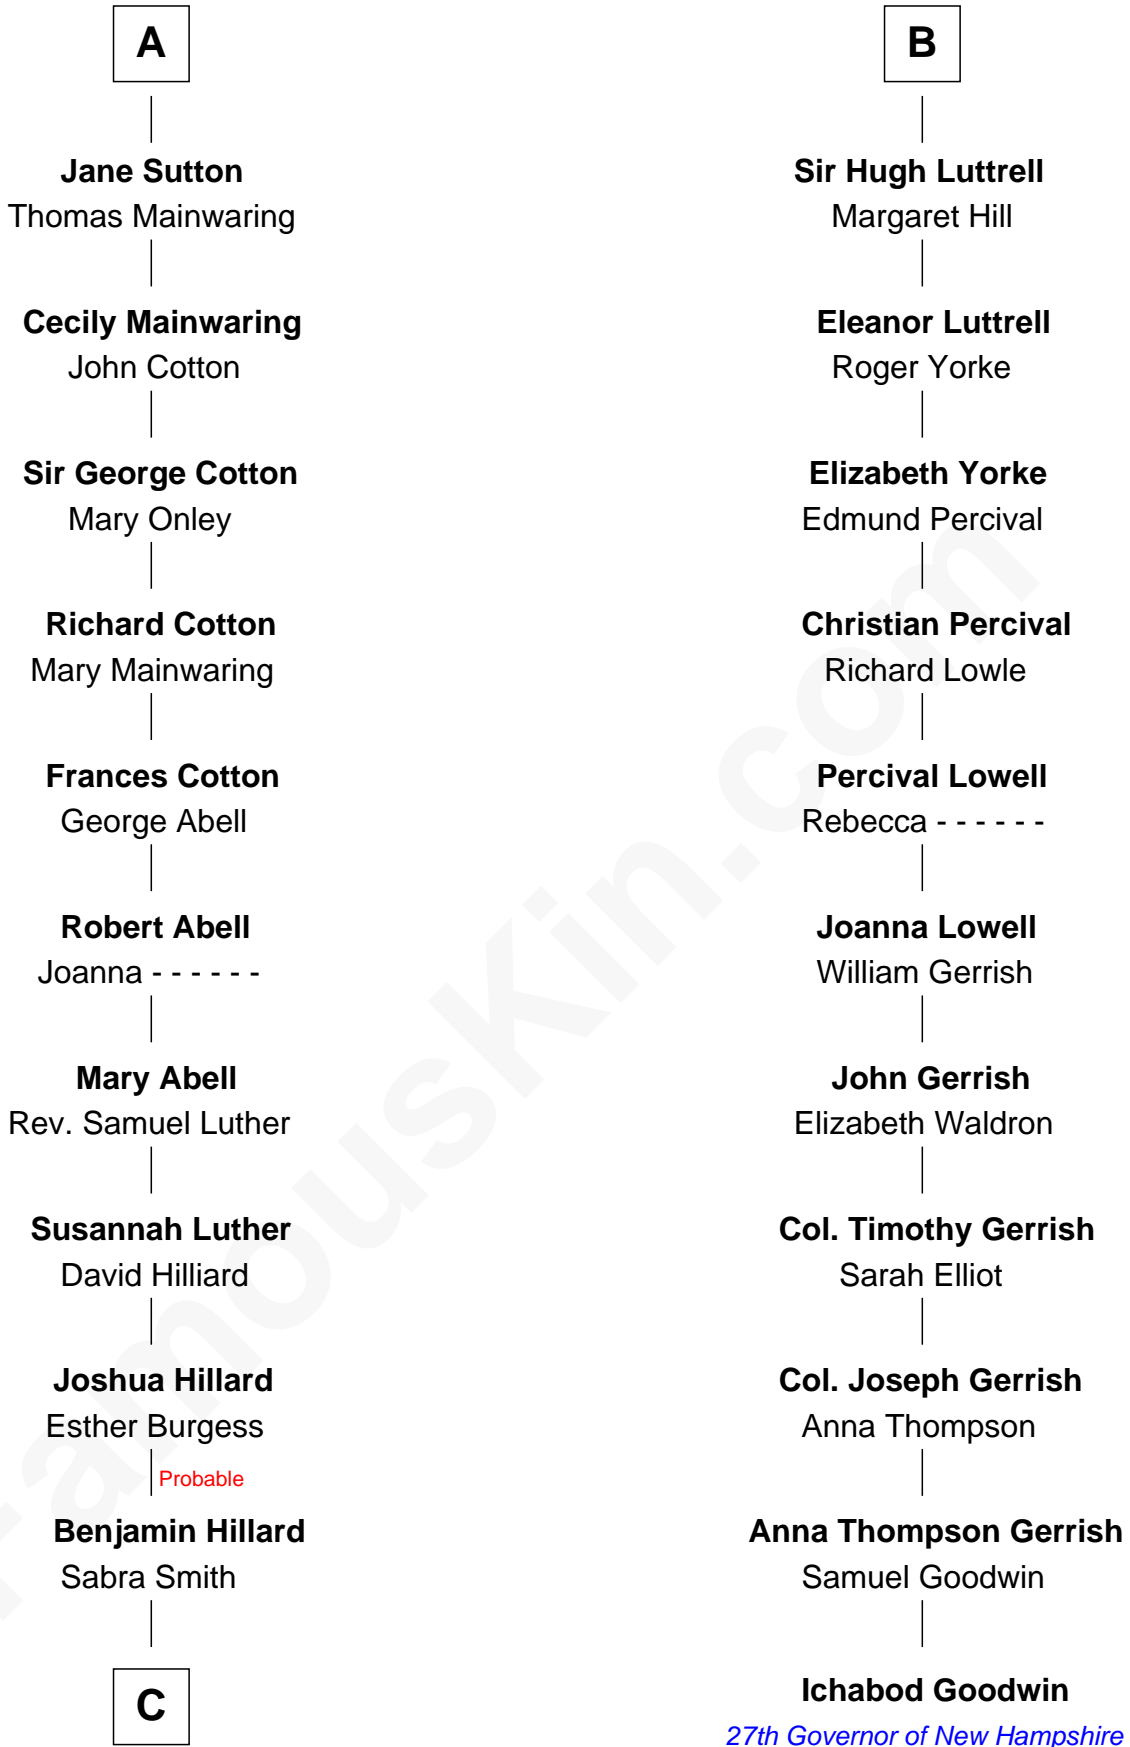 A
Jane Sutton
Thomas Mainwaring
Cecily Mainwaring
John Cotton
Sir George Cotton
Mary Onley
Richard Cotton
Mary Mainwaring
Frances Cotton
George Abell
Robert Abell
Joanna - - - - - -
Mary Abell
Rev. Samuel Luther
Susannah Luther
David Hilliard
Joshua Hillard
Esther Burgess
Probable
Benjamin Hillard
Sabra Smith
C
B
Sir Hugh Luttrell
Margaret Hill
Eleanor Luttrell
Roger Yorke
Elizabeth Yorke
Edmund Percival
Christian Percival
Richard Lowle
Percival Lowell
Rebecca - - - - - -
Joanna Lowell
William Gerrish
John Gerrish
Elizabeth Waldron
Col. Timothy Gerrish
Sarah Elliot
Col. Joseph Gerrish
Anna Thompson
Anna Thompson Gerrish
Samuel Goodwin
Ichabod Goodwin
27th Governor of New Hampshire
FamousKin.com